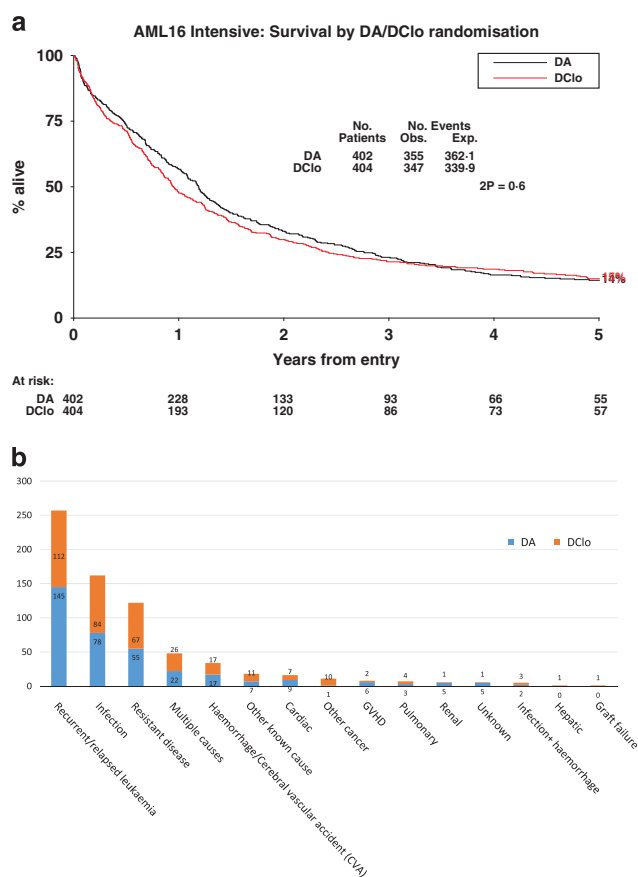 a
AML16 Intensive: Survival by DA/DClo randomisation
100
75
50
25
0
% alive
DA
DClo
No. No. Events
Patients Obs. Exp.
DA 402 355 362·1
DClo 404 347 339·9
2P = 0·6
15%
14%
0 1 2 3 4 5
Years from entry
At risk:
DA 402 228 133 93 66 55
DClo 404 193 120 86 73 57
b
300
250
200
150
100
50
0
DA DClo
112 84 67 26 17 11 7 10 2 4 1 1 3 1 1
145 78 55 22 17 7 9 1 6 3 5 5 2 0 0
Recurrent/relapsed leukaemia
Infection
Resistant disease
Multiple causes
Haemorrhage/Cerebral vascular accident (CVA)
Other known cause
Cardiac
Other cancer
GVHD
Pulmonary
Renal
Unknown
Infection+ haemorrhage
Hepatic
Graft failure